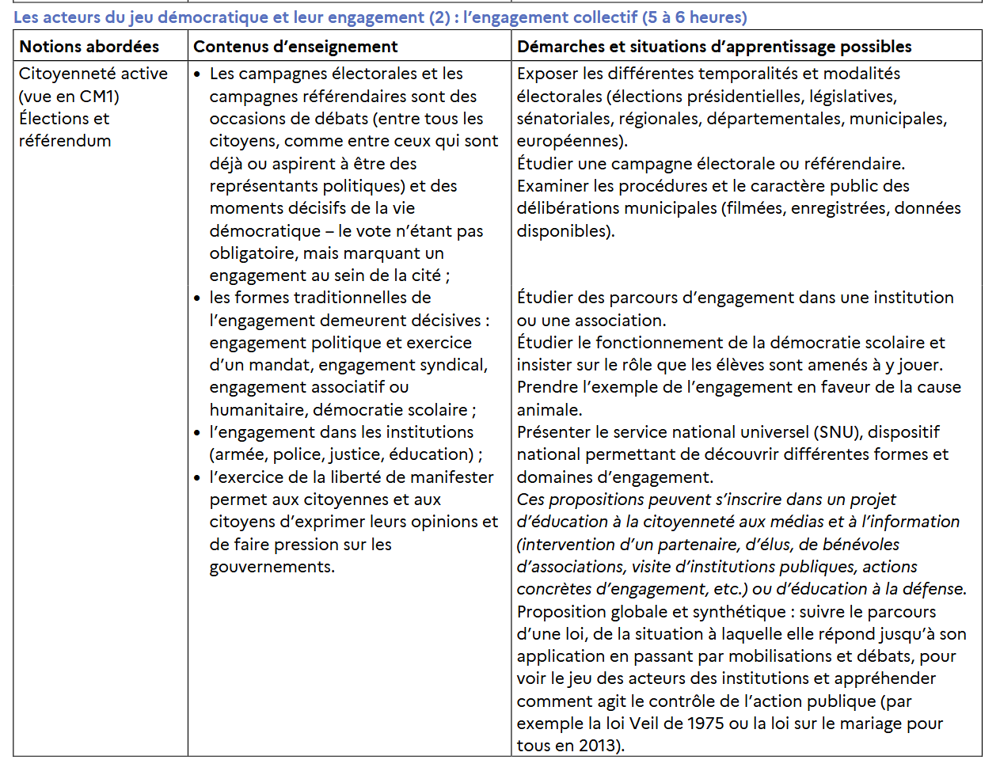 Les acteurs du jeu démocratique et leur engagement (2) : l’engagement collectif (5 à 6 heures)
Notions abordées
Contenus d’enseignement
Démarches et situations d’apprentissage possibles
Citoyenneté active
(vue en CM1)
Élections et
référendum
• Les campagnes électorales et les
campagnes référendaires sont des
occasions de débats (entre tous les
citoyens, comme entre ceux qui sont
déjà ou aspirent à être des
représentants politiques) et des
moments décisifs de la vie
démocratique – le vote n’étant pas
obligatoire, mais marquant un
engagement au sein de la cité ;
Exposer les différentes temporalités et modalités
électorales (élections présidentielles, législatives,
sénatoriales, régionales, départementales, municipales,
européennes).
Étudier une campagne électorale ou référendaire.
Examiner les procédures et le caractère public des
délibérations municipales (filmées, enregistrées, données
disponibles).
• les formes traditionnelles de
l’engagement demeurent décisives :
engagement politique et exercice
d’un mandat, engagement syndical,
engagement associatif ou
humanitaire, démocratie scolaire ;
• l’engagement dans les institutions
(armée, police, justice, éducation) ;
• l’exercice de la liberté de manifester
permet aux citoyennes et aux
citoyens d’exprimer leurs opinions et
de faire pression sur les
gouvernements.
Étudier des parcours d’engagement dans une institution
ou une association.
Étudier le fonctionnement de la démocratie scolaire et
insister sur le rôle que les élèves sont amenés à y jouer.
Prendre l’exemple de l’engagement en faveur de la cause
animale.
Présenter le service national universel (SNU), dispositif
national permettant de découvrir différentes formes et
domaines d’engagement.
Ces propositions peuvent s’inscrire dans un projet
d’éducation à la citoyenneté aux médias et à l’information
(intervention d’un partenaire, d’élus, de bénévoles
d’associations, visite d’institutions publiques, actions
concrètes d’engagement, etc.) ou d’éducation à la défense.
Proposition globale et synthétique : suivre le parcours
d’une loi, de la situation à laquelle elle répond jusqu’à son
application en passant par mobilisations et débats, pour
voir le jeu des acteurs des institutions et appréhender
comment agit le contrôle de l’action publique (par
exemple la loi Veil de 1975 ou la loi sur le mariage pour
tous en 2013).